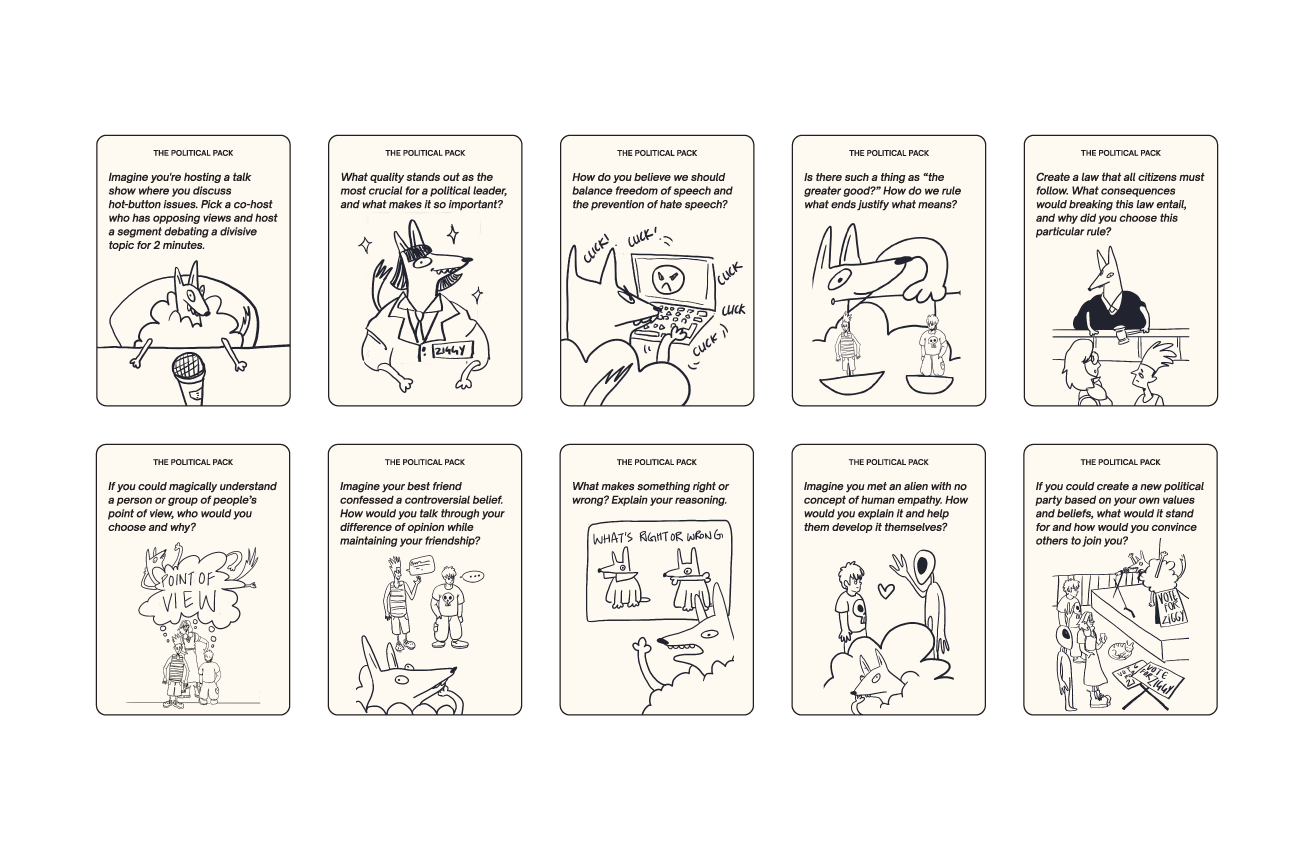 THE POLITICAL PACK
Imagine you're hosting a talk
show where you discuss
hot-button issues. Pick a co-host
who has opposing views and host
a segment debating a divisive
topic for 2 minutes.
THE POLITICAL PACK
What quality stands out as the
most crucial for a political leader,
and what makes it so important?
ZIGGY
THE POLITICAL PACK
How do you believe we should
balance freedom of speech and
the prevention of hate speech?
CLICK!
CLICK!
CLICK
CLICK
CLICK
THE POLITICAL PACK
Is there such a thing as “the
greater good?” How do we rule
what ends justify what means?
THE POLITICAL PACK
Create a law that all citizens must
follow. What consequences
would breaking this law entail,
and why did you choose this
particular rule?
THE POLITICAL PACK
If you could magically understand
a person or group of people’s
point of view, who would you
choose and why?
POINT OF
VIEW
THE POLITICAL PACK
Imagine your best friend
confessed a controversial belief.
How would you talk through your
difference of opinion while
maintaining your friendship?
THE POLITICAL PACK
What makes something right or
wrong? Explain your reasoning.
WHAT'S RIGHT OR WRONG
THE POLITICAL PACK
Imagine you met an alien with no
concept of human empathy. How
would you explain it and help
them develop it themselves?
THE POLITICAL PACK
If you could create a new political
party based on your own values
and beliefs, what would it stand
for and how would you convince
others to join you?
VOTE
FOR
ZIGGY
VOTE
FOR ZIGGY